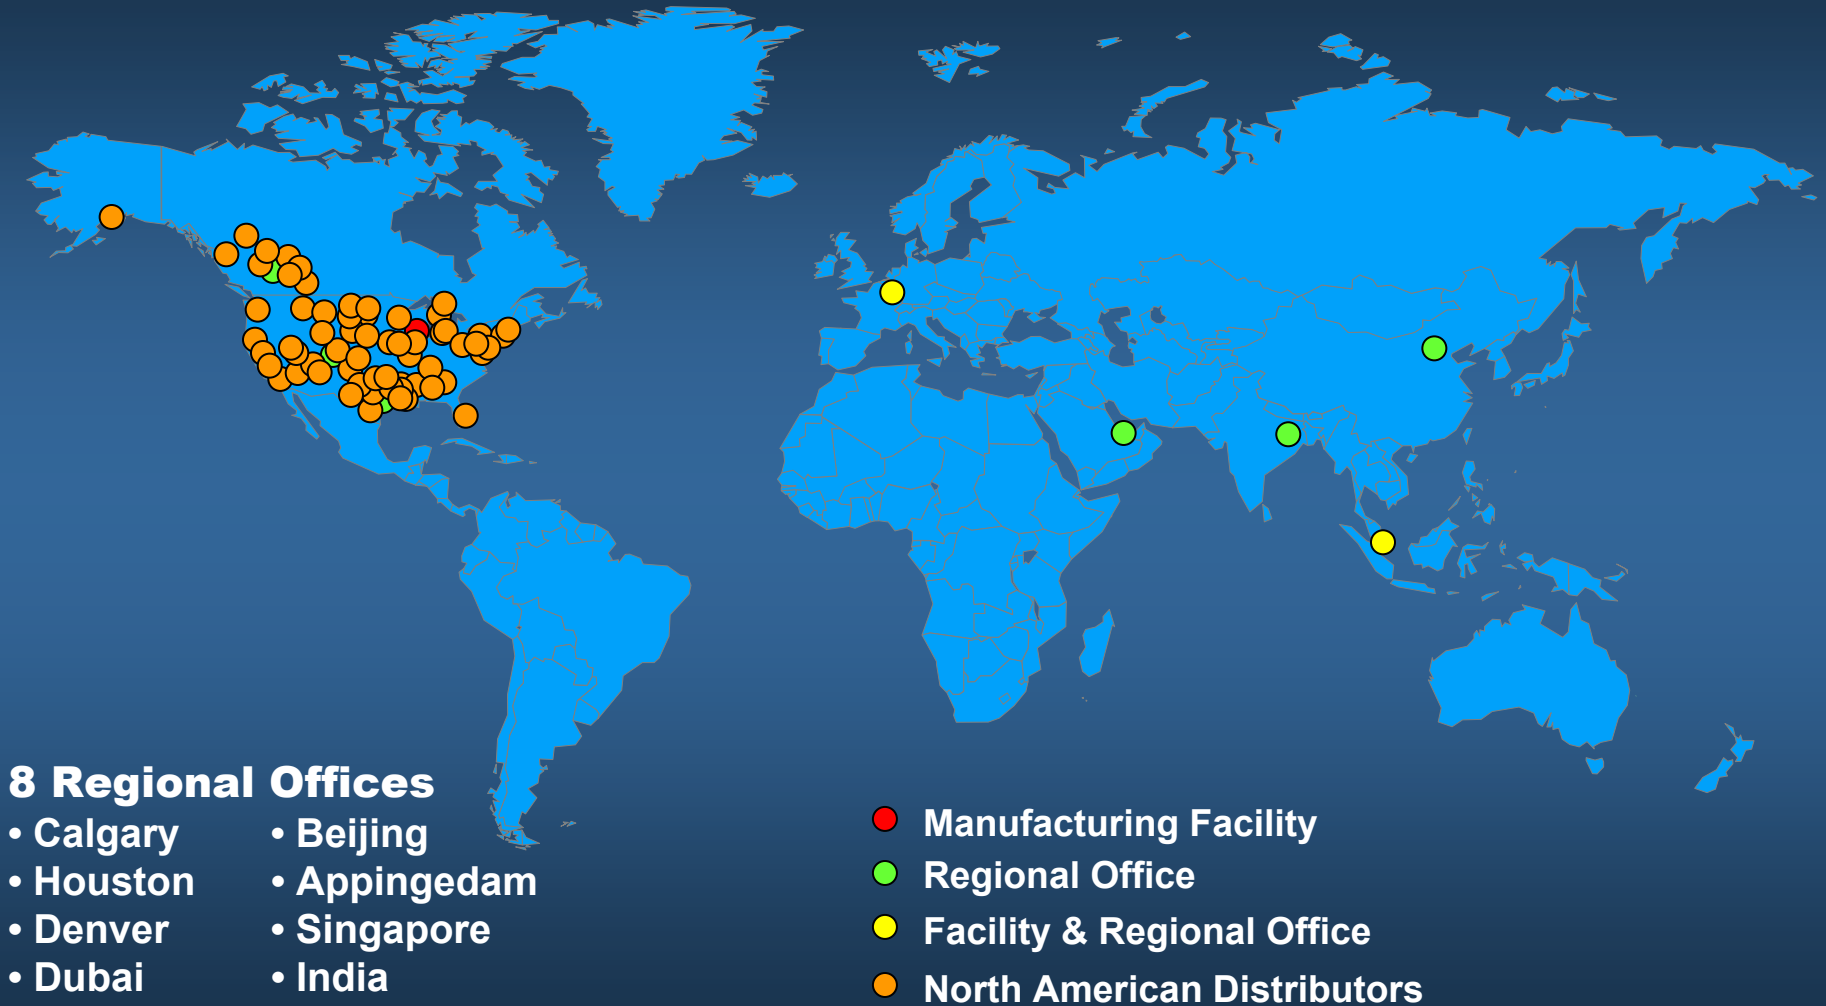 8 Regional Offices
• Calgary
• Houston
• Denver
• Dubai
• Beijing
• Appingedam
• Singapore
• India
Manufacturing Facility
Regional Office
Facility & Regional Office
North American Distributors